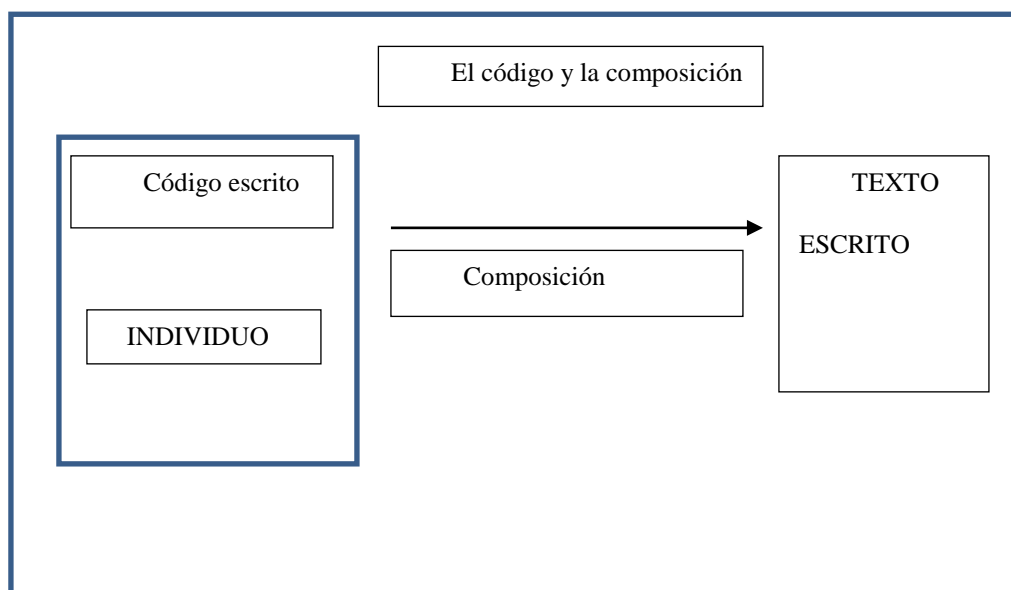 El código y la composición
Código escrito
TEXTO
ESCRITO
Composición
INDIVIDUO